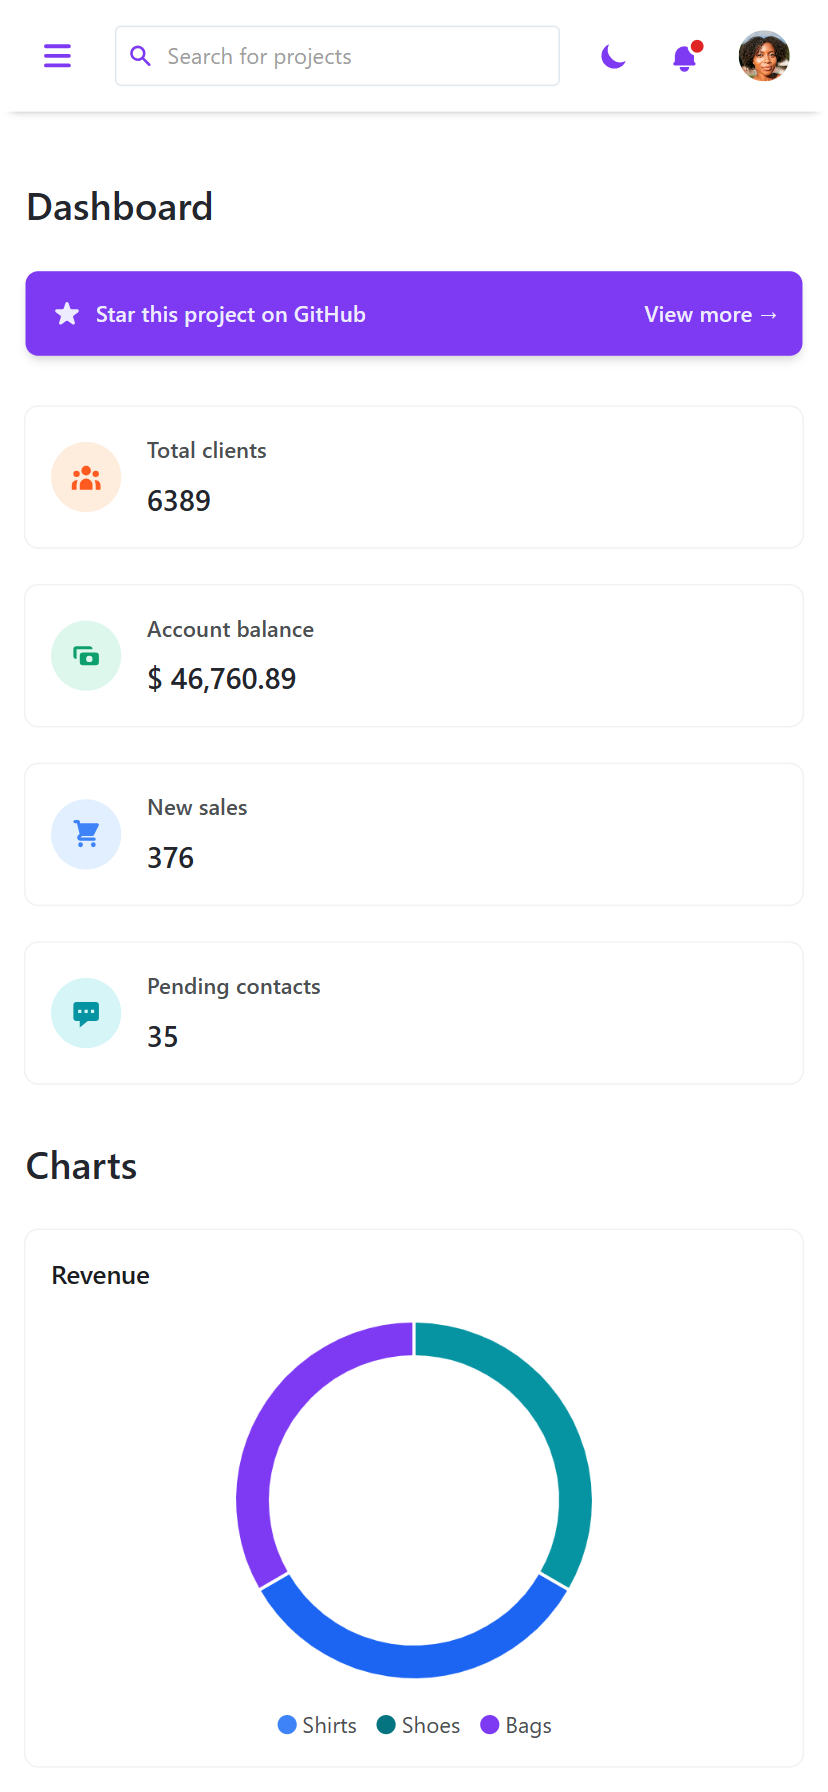 Search for projects
Dashboard
Star this project on GitHub
View more →
Total clients
6389
Account balance
$ 46,760.89
New sales
376
Pending contacts
35
Charts
Revenue
Shirts Shoes Bags